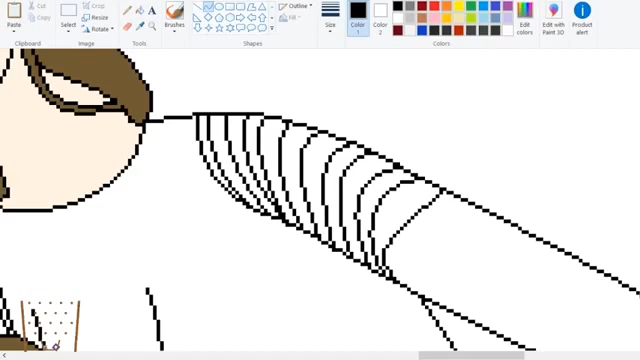 Paste
Cut
Copy
Clipboard
Select
Crop
Resize
Rotate
Image
Tools
Brushes
Outline
Fill
Shapes
Size
Color 1
Color 2
Edit colors
Edit with Paint 3D
Product alert
Colors